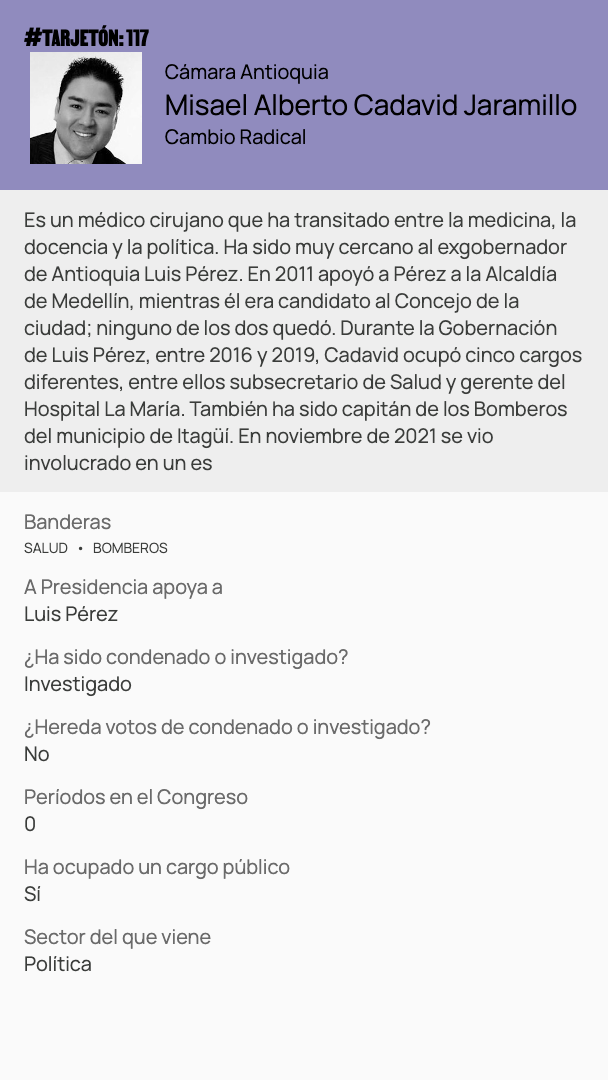 #TARJETÓN: 117
Cámara Antioquia
Misael Alberto Cadavid Jaramillo
Cambio Radical
Es un médico cirujano que ha transitado entre la medicina, la
docencia y la política. Ha sido muy cercano al exgobernador
de Antioquia Luis Pérez. En 2011 apoyó a Pérez a la Alcaldía
de Medellín, mientras él era candidato al Concejo de la
ciudad; ninguno de los dos quedó. Durante la Gobernación
de Luis Pérez, entre 2016 y 2019, Cadavid ocupó cinco cargos
diferentes, entre ellos subsecretario de Salud y gerente del
Hospital La María. También ha sido capitán de los Bomberos
del municipio de Itagüí. En noviembre de 2021 se vio
involucrado en un es
Banderas
SALUD • BOMBEROS
A Presidencia apoya a
Luis Pérez
¿Ha sido condenado o investigado?
Investigado
¿Hereda votos de condenado o investigado?
No
Períodos en el Congreso
0
Ha ocupado un cargo público
Sí
Sector del que viene
Política